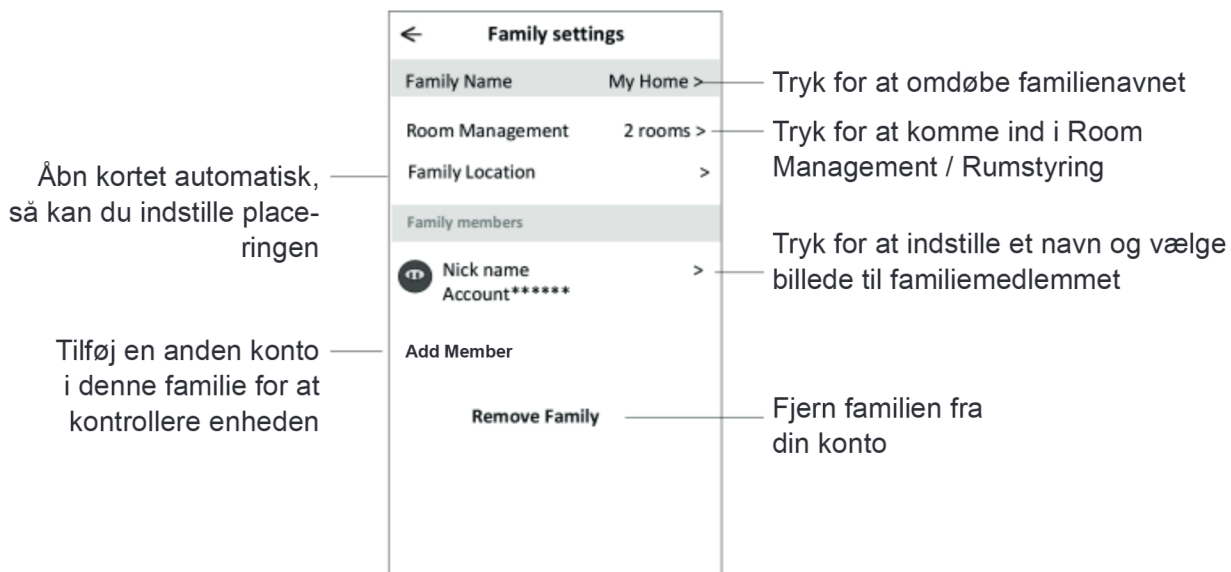 Family settings
Family Name My Home >
Room Management 2 rooms >
Family Location >
Family members
Nick name >
Account******
Add Member
Remove Family
Åbn kortet automatisk,
så kan du indstille place-
ringen
Tilføj en anden konto
i denne familie for at
kontrollere enheden
Tryk for at omdøbe familienavnet
Tryk for at komme ind i Room
Management / Rumstyring
Tryk for at indstille et navn og vælge
billede til familiemedlemmet
Fjern familien fra
din konto